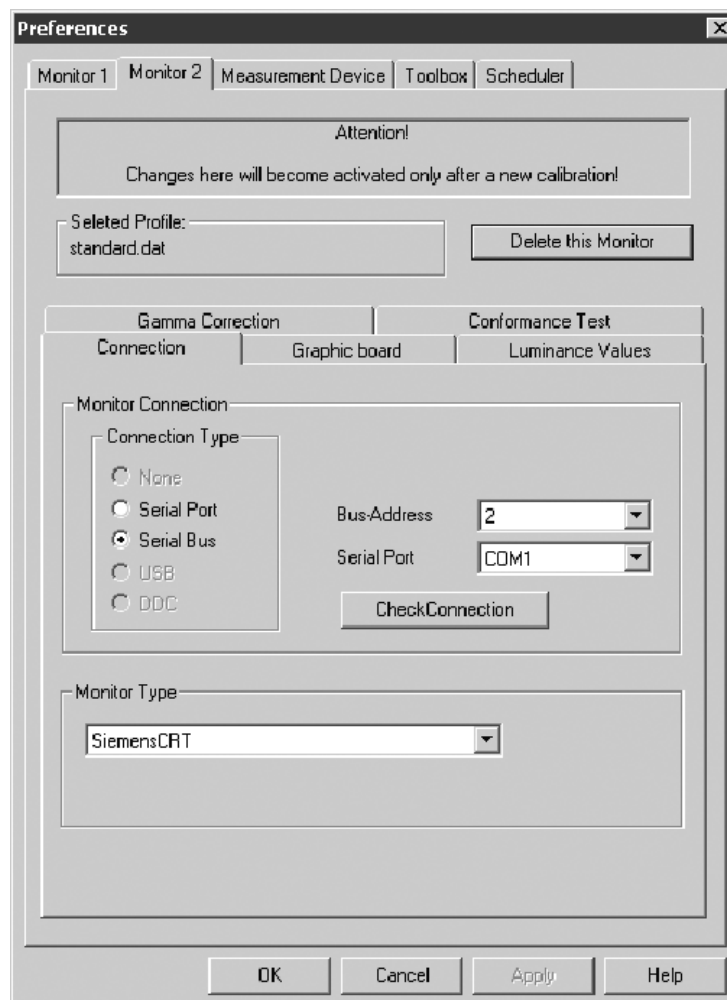 Preferences
Monitor 1 Monitor 2 Measurement Device Toolbox Scheduler
Attention!
Changes here will become activated only after a new calibration!
Seleted Profile:
standard.dat
Delete this Monitor
Gamma Correction Conformance Test
Connection Graphic board Luminance Values
Monitor Connection
Connection Type
None
Serial Port
Serial Bus
USB
DDC
Bus-Address 2
Serial Port COM1
CheckConnection
Monitor Type
SiemensCRT
OK Cancel Apply Help